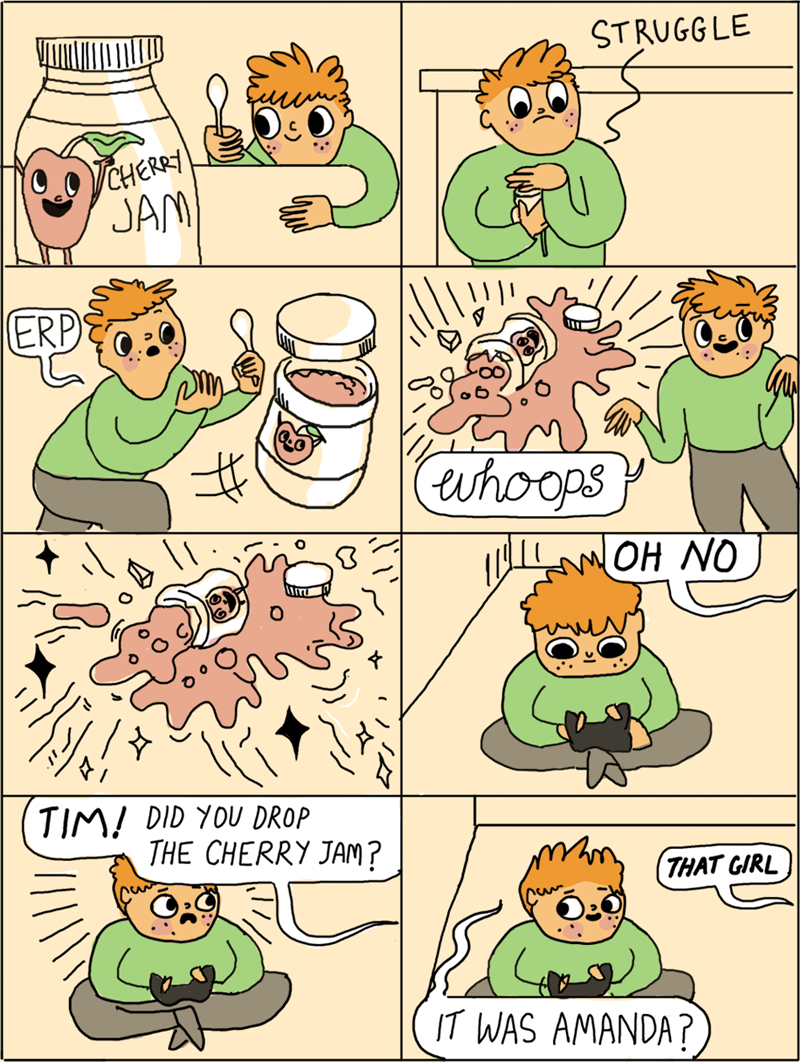 CHERRY
JAM
STRUGGLE
ERP
whoops
OH NO
TIM! DID YOU DROP
THE CHERRY JAM?
THAT GIRL
IT WAS AMANDA?